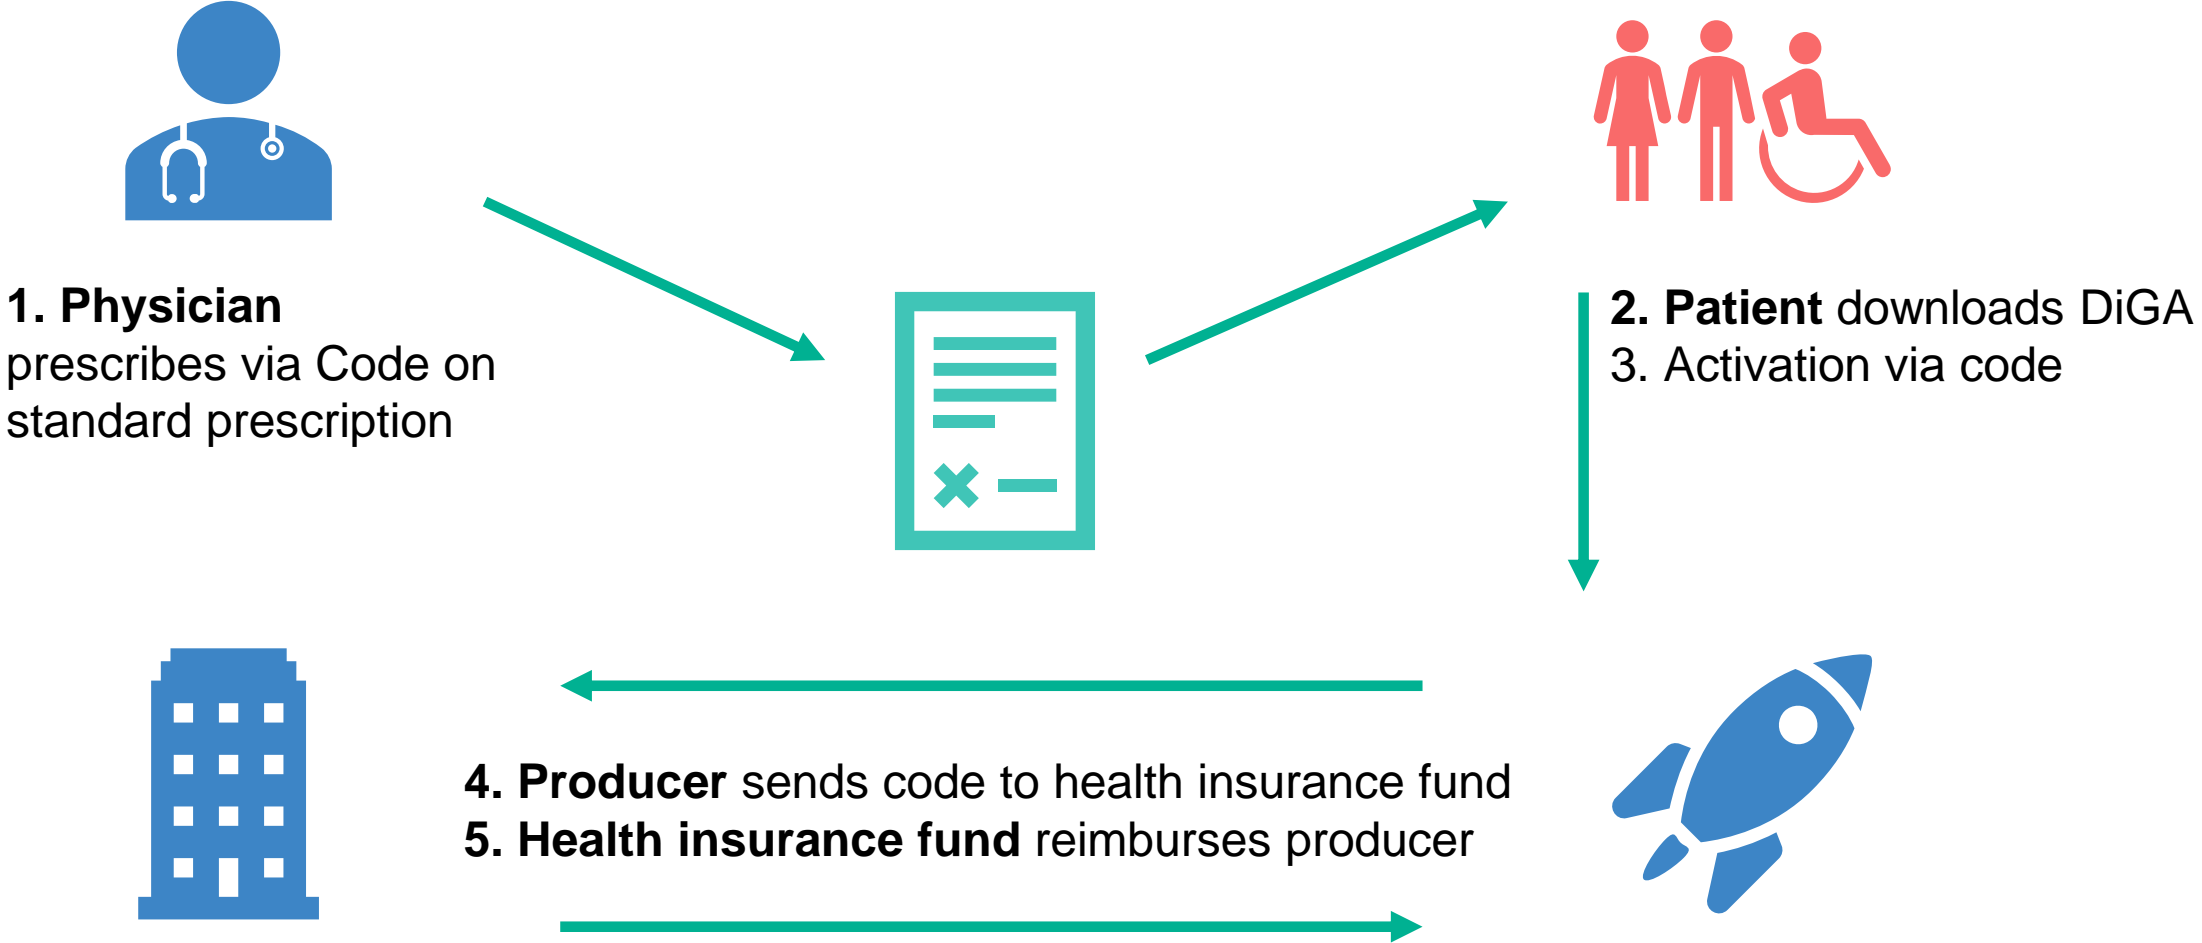 1. Physician
prescribes via Code on
standard prescription
2. Patient downloads DiGA
3. Activation via code
4. Producer sends code to health insurance fund
5. Health insurance fund reimburses producer